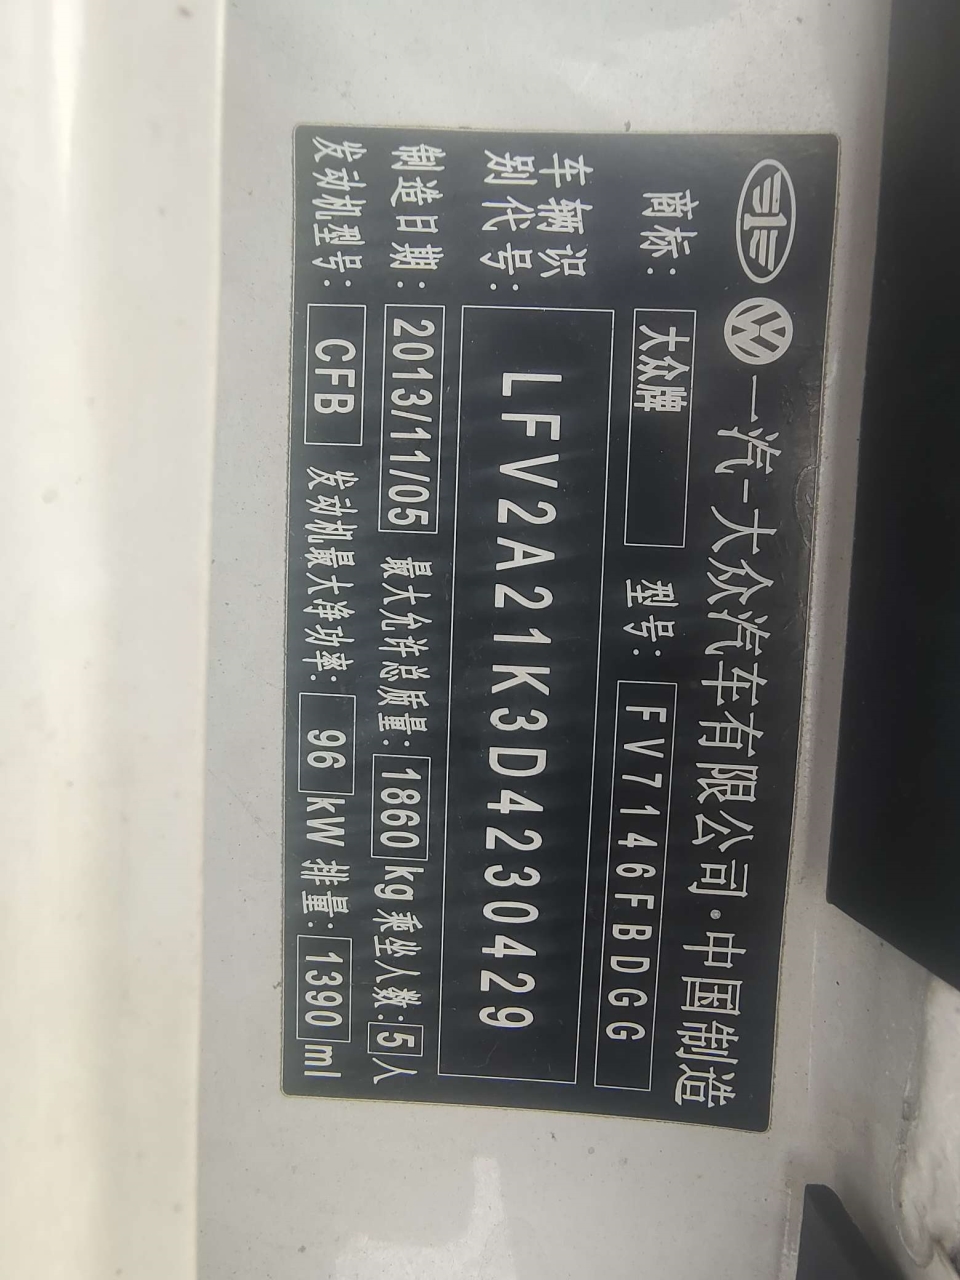 一汽-大众汽车有限公司·中国制造
商标: 大众牌 型号: FV7146FBDGG
车辆识别代号: LFV2A21K3D4230429
制造日期: 2013/11/05 最大允许总质量: 1860 kg 乘坐人数: 5 人
发动机型号: CFB 发动机最大净功率: 96 kW 排量: 1390 ml